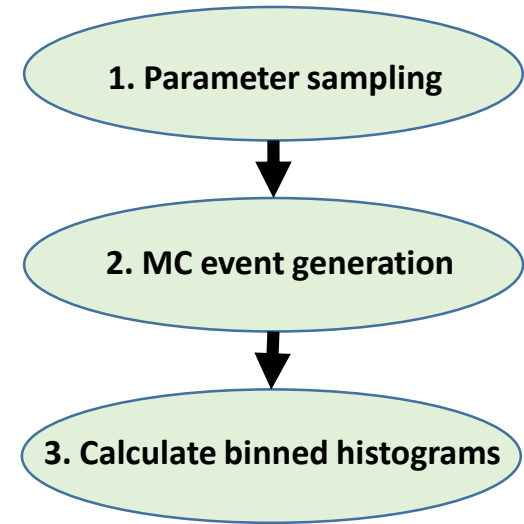 1. Parameter sampling
2. MC event generation
3. Calculate binned histograms